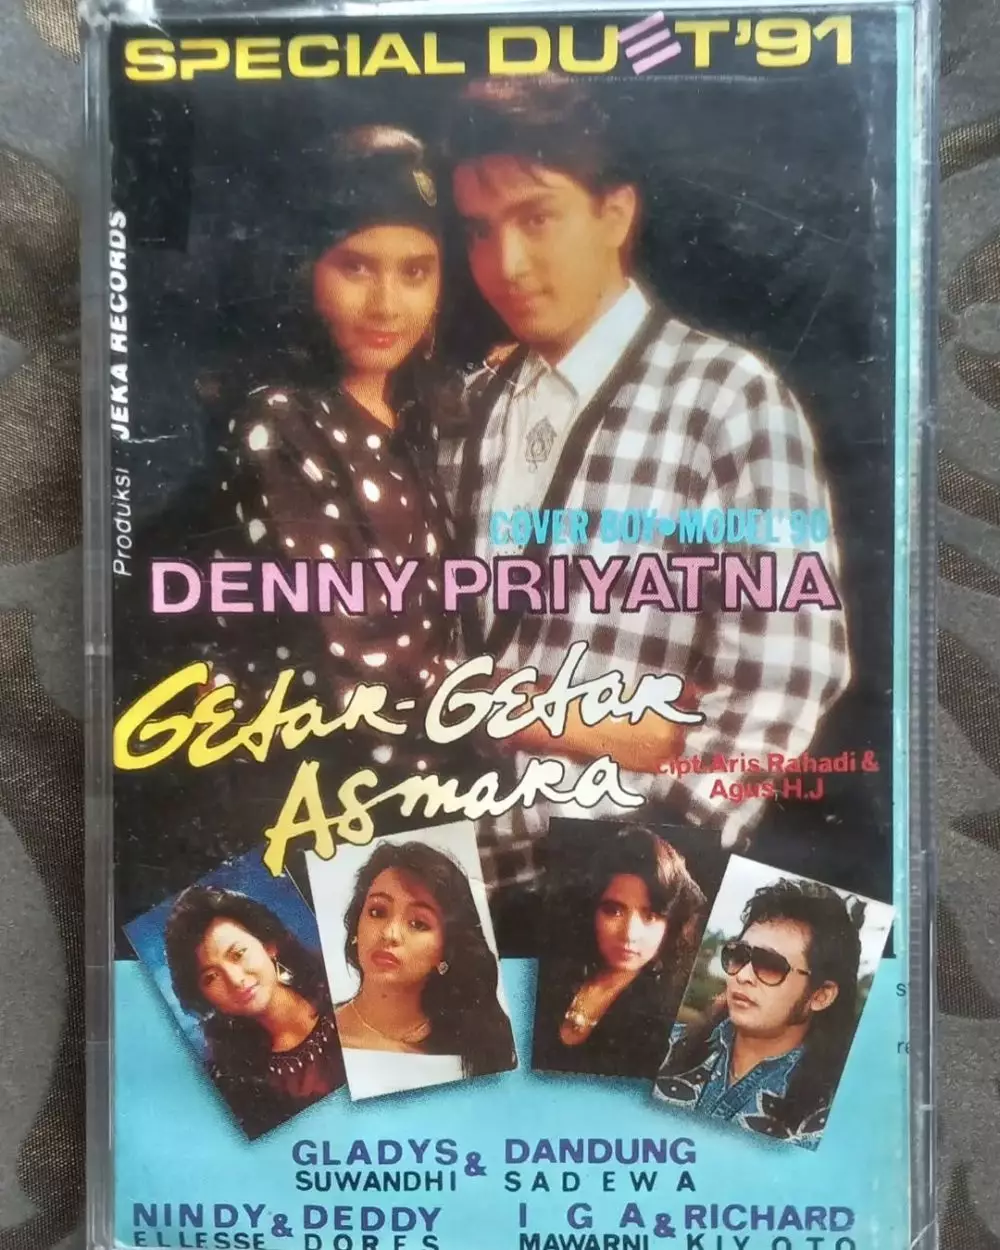 SPECIAL DUET'91
Produksi : JEKA RECORDS
COVER BOY•MODEL'90
DENNY PRIYATNA
GETAR-GETAR
ASMARA
cipt. Aris Rahadi &
Agus H.J
GLADYS & DANDUNG
SUWANDHI SADEWA
NINDY & DEDDY I G A & RICHARD
ELLESSE DORES MAWARNI KIYOTO